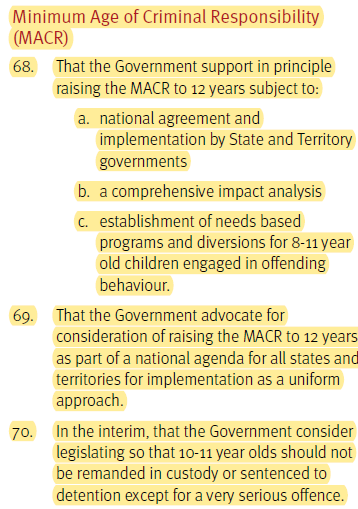 Minimum Age of Criminal Responsibility
(MACR)
68. That the Government support in principle
raising the MACR to 12 years subject to:
a. national agreement and
implementation by State and Territory
governments
b. a comprehensive impact analysis
c. establishment of needs based
programs and diversions for 8-11 year
old children engaged in offending
behaviour.
69. That the Government advocate for
consideration of raising the MACR to 12 years
as part of a national agenda for all states and
territories for implementation as a uniform
approach.
70. In the interim, that the Government consider
legislating so that 10-11 year olds should not
be remanded in custody or sentenced to
detention except for a very serious offence.